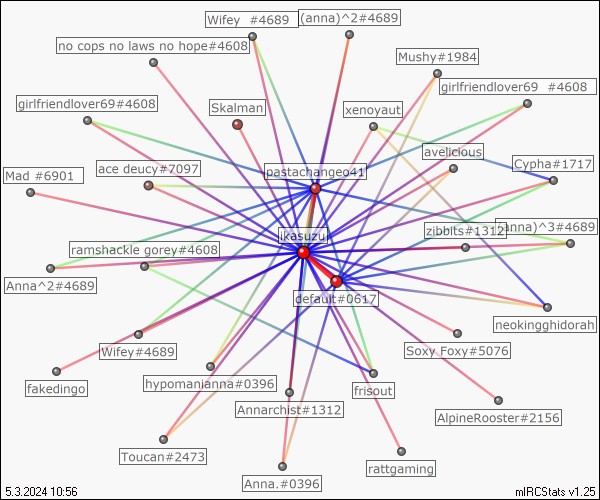 Wifey #4689
(anna)^2#4689
no cops no laws no hope#4608
Mushy#1984
girlfriendlover69 #4608
girlfriendlover69#4608
Skalman
xenoyaut
avelicious
Cypha#1717
Mad #6901
ace deucy#7097
pastachangeo41
ikasuzu
zibbits#1312
(anna)^3#4689
ramshackle gorey#4608
Anna^2#4689
default#0617
neokingghidorah
Wifey#4689
Soxy Foxy#5076
fakedingo
hypomanianna#0396
frisout
Annarchist#1312
AlpineRooster#2156
Toucan#2473
Anna.#0396
rattgaming
5.3.2024 10:56
mIRCStats v1.25